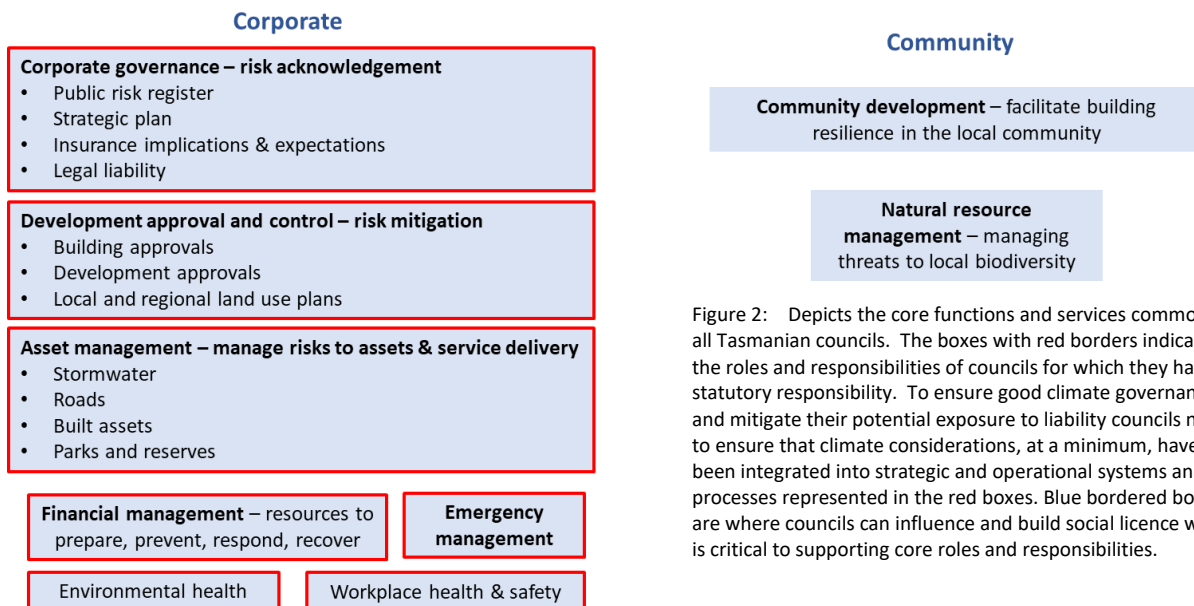 Corporate
Corporate governance – risk acknowledgement
• Public risk register
• Strategic plan
• Insurance implications & expectations
• Legal liability
Development approval and control – risk mitigation
• Building approvals
• Development approvals
• Local and regional land use plans
Asset management – manage risks to assets & service delivery
• Stormwater
• Roads
• Built assets
• Parks and reserves
Financial management – resources to
prepare, prevent, respond, recover
Emergency
management
Environmental health
Workplace health & safety
Community
Community development – facilitate building
resilience in the local community
Natural resource
management – managing
threats to local biodiversity
Figure 2: Depicts the core functions and services commo
all Tasmanian councils. The boxes with red borders indica
the roles and responsibilities of councils for which they ha
statutory responsibility. To ensure good climate governan
and mitigate their potential exposure to liability councils n
to ensure that climate considerations, at a minimum, have
been integrated into strategic and operational systems an
processes represented in the red boxes. Blue bordered bo
are where councils can influence and build social licence w
is critical to supporting core roles and responsibilities.